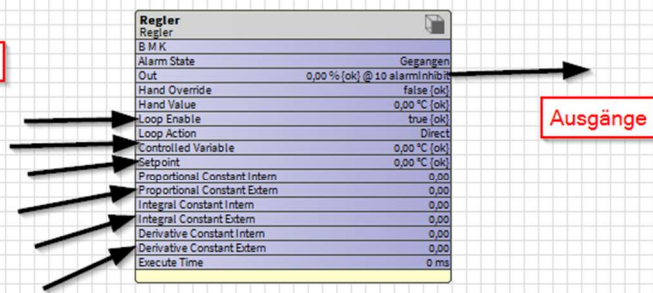 Regler
Regler
B M K
Alarm State Gegangen
Out 0,00 % {ok} @ 10 alarmInhibit
Hand Override false {ok}
Hand Value 0,00 °C {ok}
Loop Enable true {ok}
Loop Action Direct
Controlled Variable 0,00 °C {ok}
Setpoint 0,00 °C {ok}
Proportional Constant Intern 0,00
Proportional Constant Extern 0,00
Integral Constant Intern 0,00
Integral Constant Extern 0,00
Derivative Constant Intern 0,00
Derivative Constant Extern 0,00
Execute Time 0 ms
Ausgänge